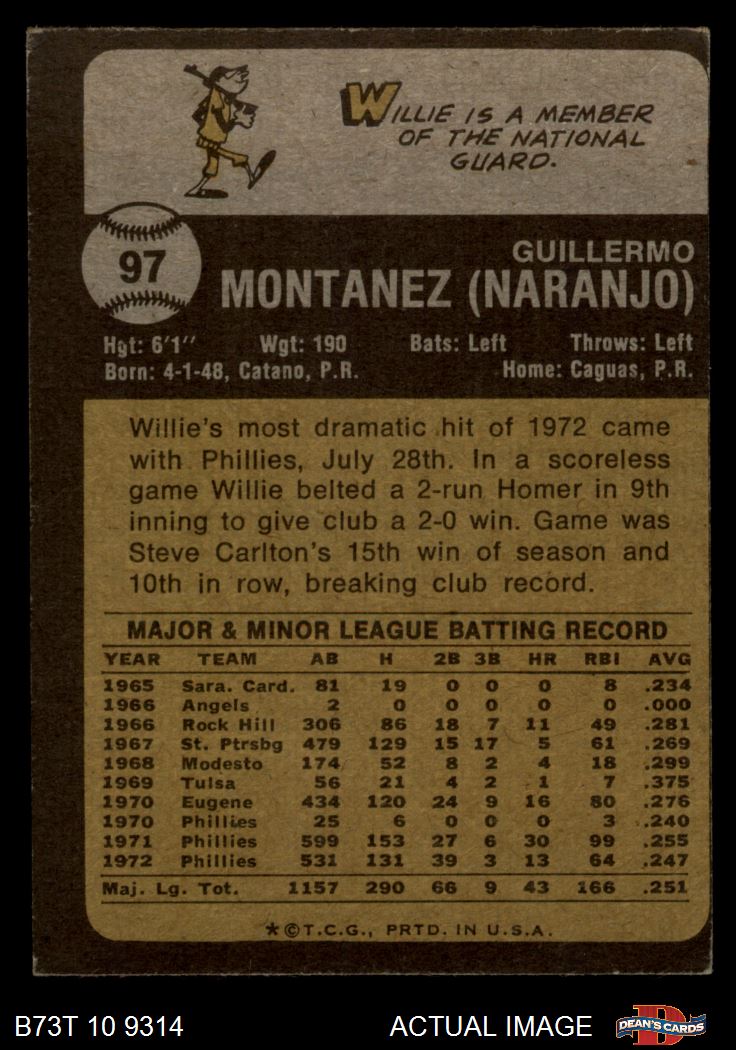 WILLIE IS A MEMBER
OF THE NATIONAL
GUARD.
97
GUILLERMO
MONTANEZ (NARANJO)
Hgt: 6'1" Wgt: 190 Bats: Left Throws: Left
Born: 4-1-48, Catano, P.R. Home: Caguas, P.R.
Willie's most dramatic hit of 1972 came
with Phillies, July 28th. In a scoreless
game Willie belted a 2-run Homer in 9th
inning to give club a 2-0 win. Game was
Steve Carlton's 15th win of season and
10th in row, breaking club record.
MAJOR & MINOR LEAGUE BATTING RECORD
YEAR TEAM AB H 2B 3B HR RBI AVG
1965 Sara. Card. 81 19 0 0 0 8 .234
1966 Angels 2 0 0 0 0 0 .000
1966 Rock Hill 306 86 18 7 11 49 .281
1967 St. Ptrsbg 479 129 15 17 5 61 .269
1968 Modesto 174 52 8 2 4 18 .299
1969 Tulsa 56 21 4 2 1 7 .375
1970 Eugene 434 120 24 9 16 80 .276
1970 Phillies 25 6 0 0 0 3 .240
1971 Phillies 599 153 27 6 30 99 .255
1972 Phillies 531 131 39 3 13 64 .247
Maj. Lg. Tot. 1157 290 66 9 43 166 .251
*©T.C.G., PRTD. IN U.S.A.
B73T 10 9314 ACTUAL IMAGE D DEAN'S CARDS